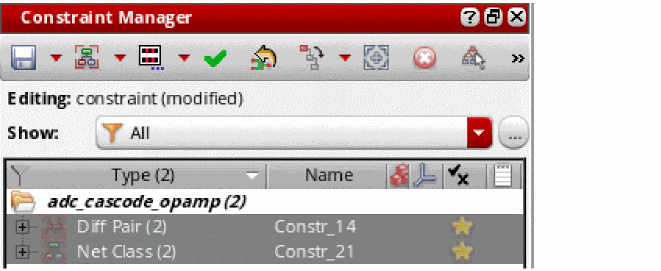 Constraint Manager
Editing: constraint (modified)
Show: All ...
Type (2) Name
adc_cascode_opamp (2)
Diff Pair (2) Constr_14
Net Class (2) Constr_21